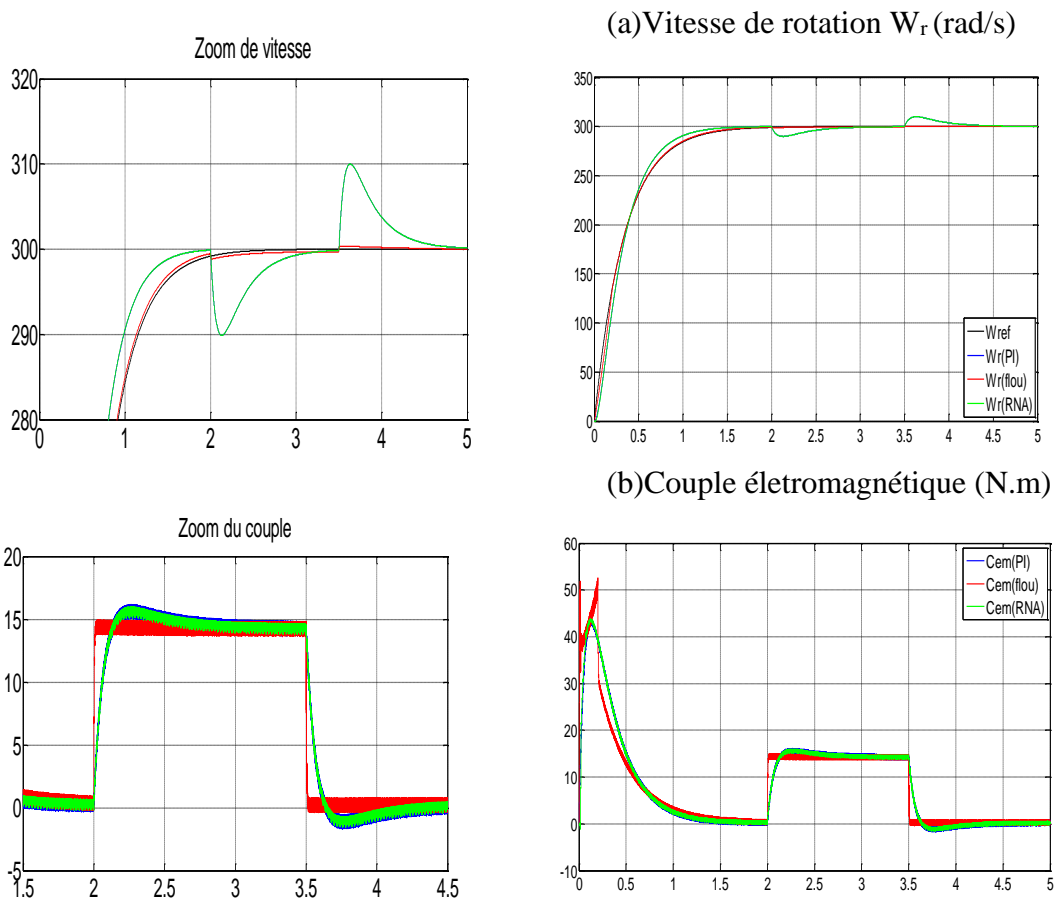 (a)Vitesse de rotation Wr (rad/s)
Zoom de vitesse
320
310
300
290
280
0 1 2 3 4 5
350
300
250
200
150
100
50
0
0 0.5 1 1.5 2 2.5 3 3.5 4 4.5 5
Wref
Wr(PI)
Wr(flou)
Wr(RNA)
(b)Couple életromagnétique (N.m)
Zoom du couple
20
15
10
5
0
-5
1.5 2 2.5 3 3.5 4 4.5
60
50
40
30
20
10
0
-10
0 0.5 1 1.5 2 2.5 3 3.5 4 4.5 5
Cem(PI)
Cem(flou)
Cem(RNA)